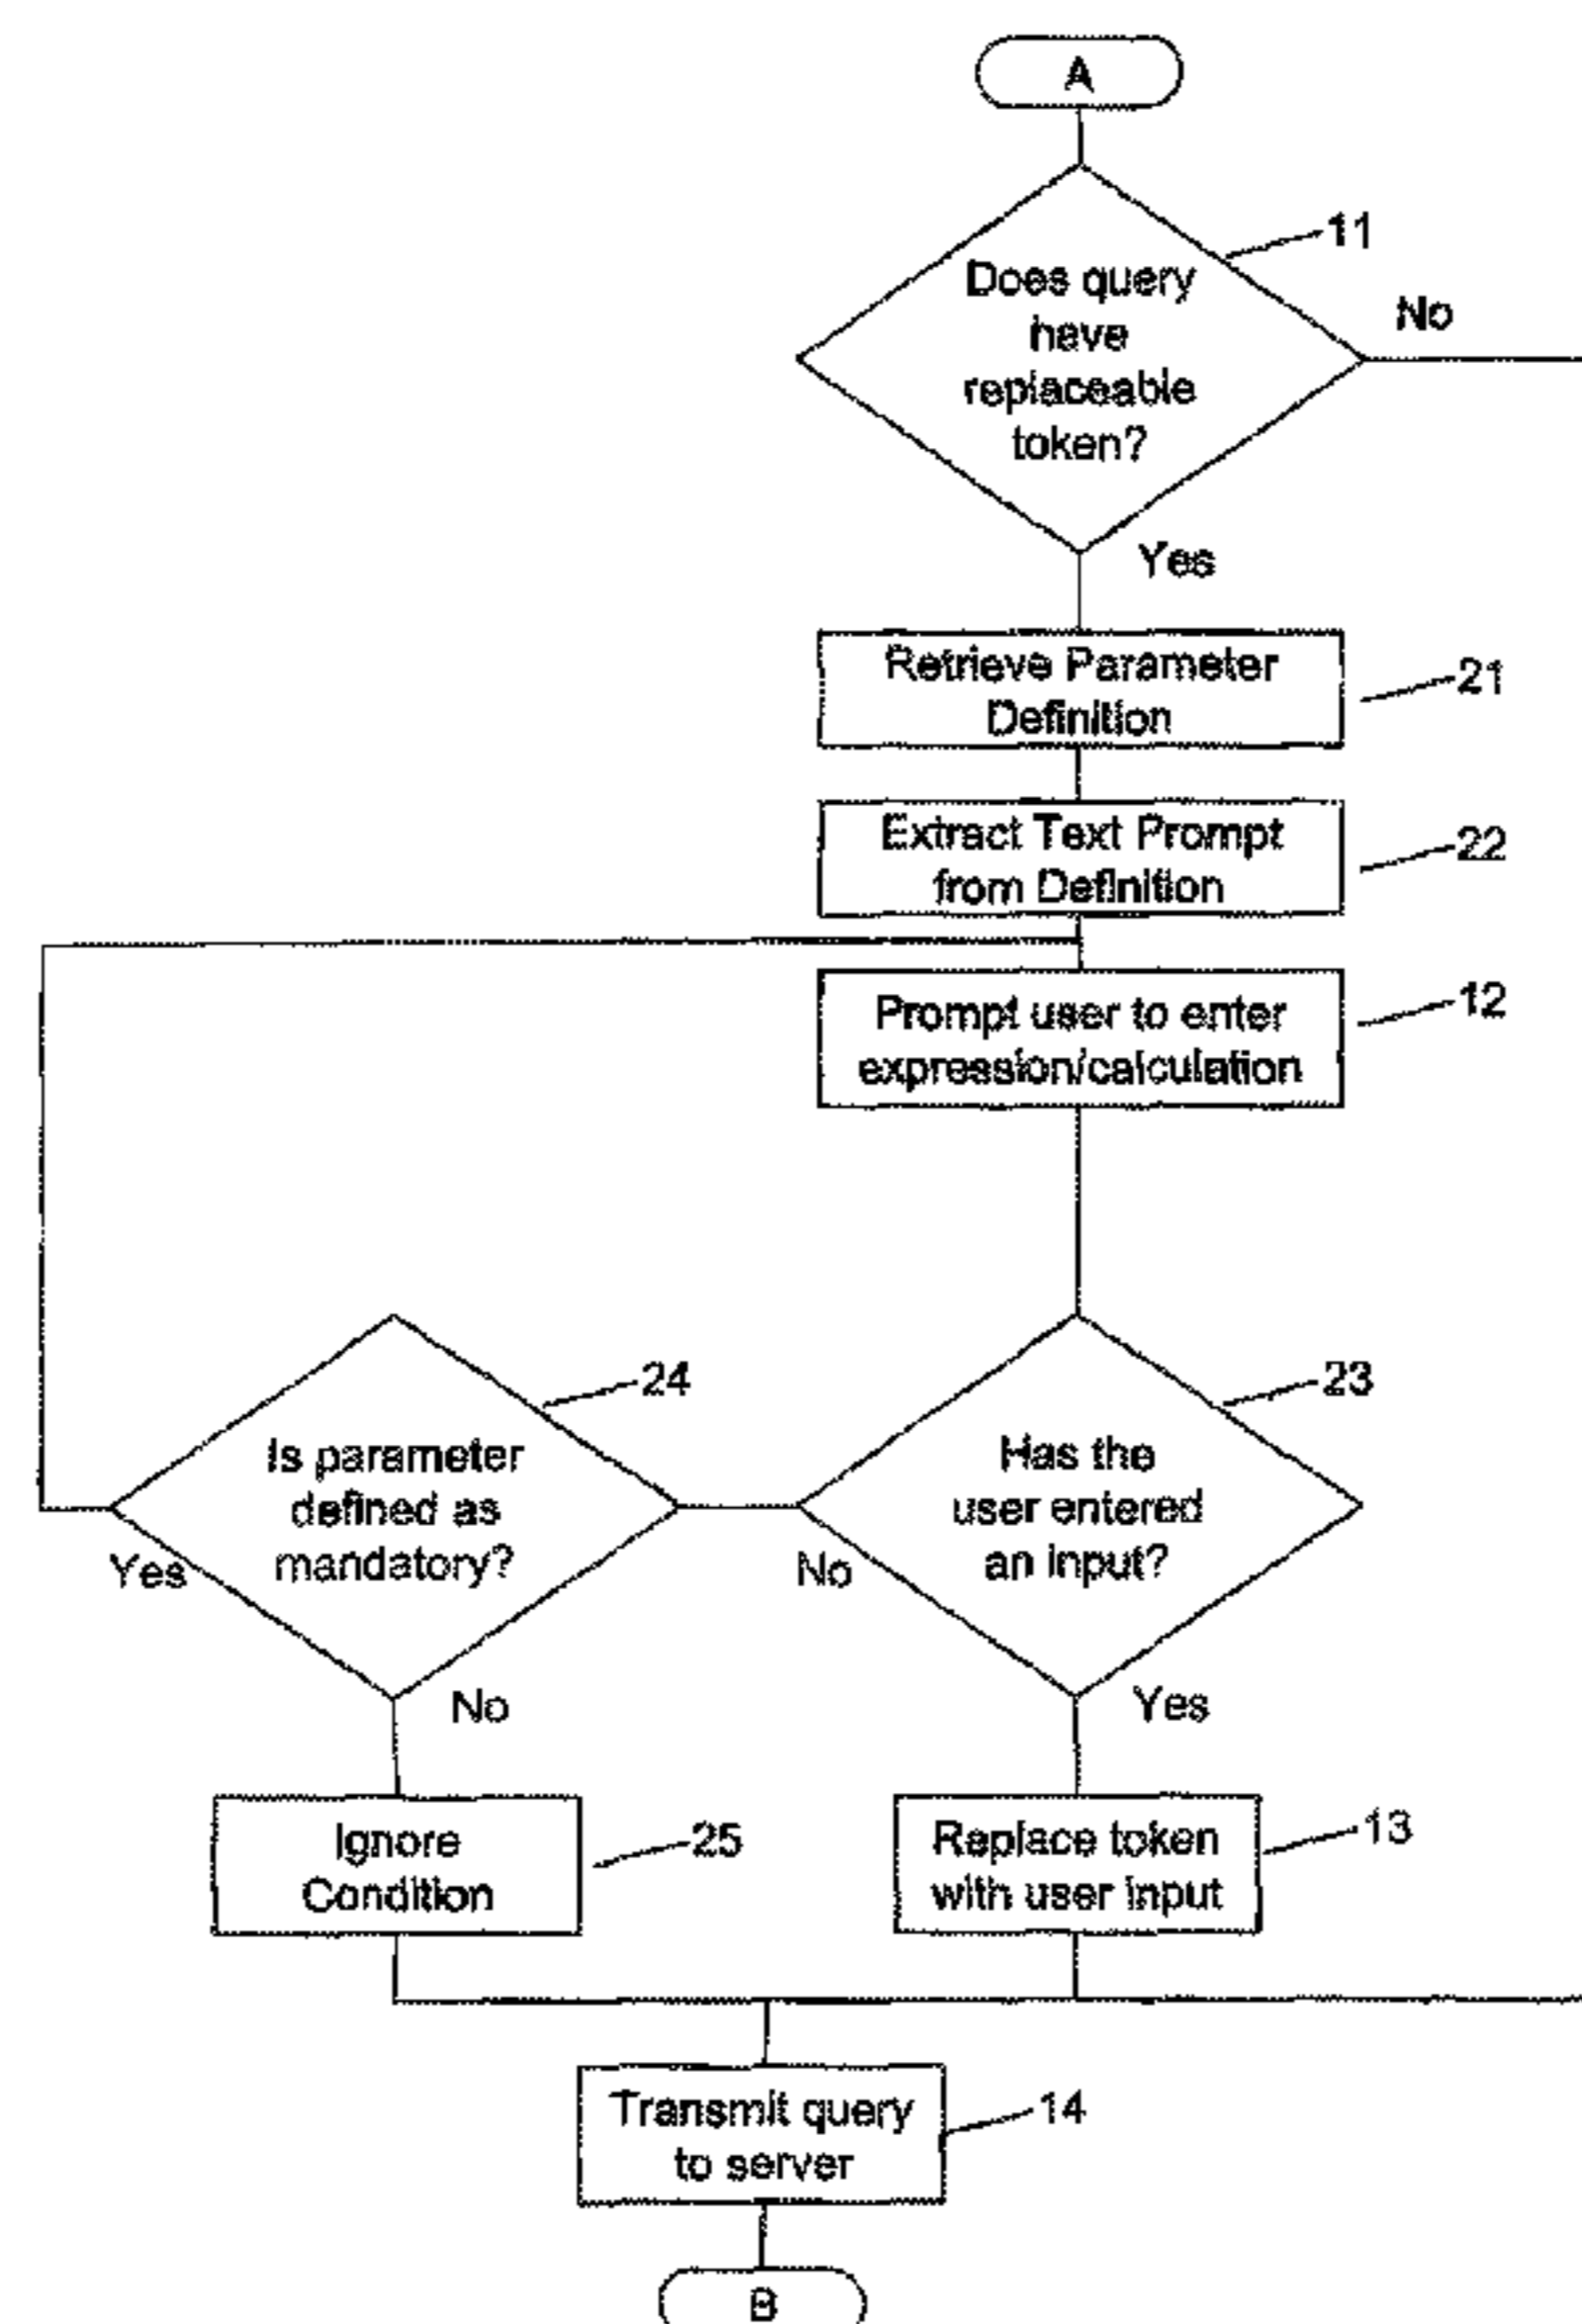 A
11
Does query
have
replaceable
token?
No
Yes
Retrieve Parameter
Definition
21
Extract Text Prompt
from Definition
22
Prompt user to enter
expression/calculation
12
24
Is parameter
defined as
mandatory?
Yes
No
23
Has the
user entered
an input?
No
Yes
Ignore
Condition
25
Replace token
with user input
13
Transmit query
to server
14
B